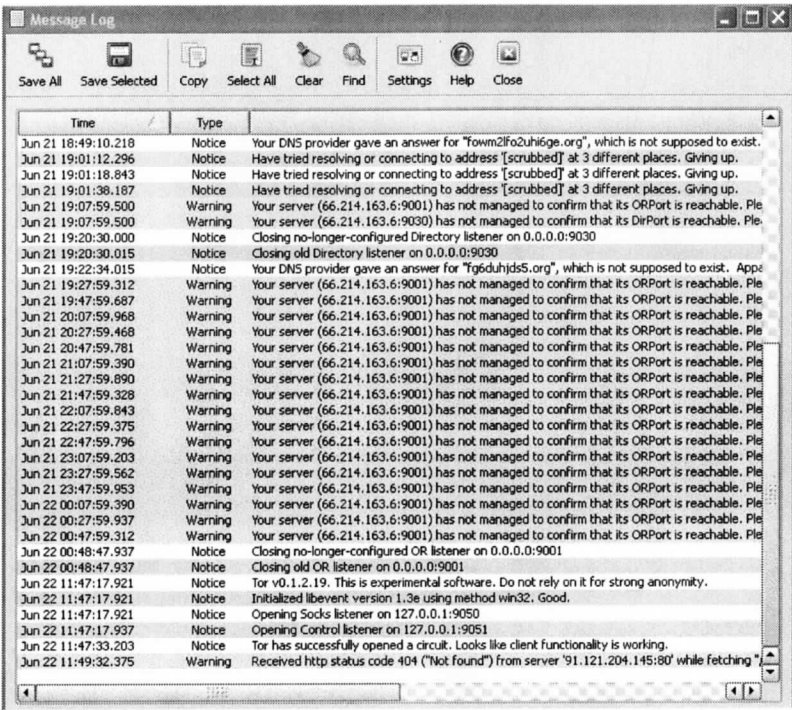 Message Log
Save All Save Selected Copy Select All Clear Find Settings Help Close
Time Type
Jun 21 18:49:10.218 Notice Your DNS provider gave an answer for "fowm2lfo2uhi6ge.org", which is not supposed to exist.
Jun 21 19:01:12.296 Notice Have tried resolving or connecting to address '[scrubbed]' at 3 different places. Giving up.
Jun 21 19:01:18.843 Notice Have tried resolving or connecting to address '[scrubbed]' at 3 different places. Giving up.
Jun 21 19:01:38.187 Notice Have tried resolving or connecting to address '[scrubbed]' at 3 different places. Giving up.
Jun 21 19:07:59.500 Warning Your server (66.214.163.6:9001) has not managed to confirm that its ORPort is reachable. Ple
Jun 21 19:07:59.500 Warning Your server (66.214.163.6:9030) has not managed to confirm that its DirPort is reachable. Ple
Jun 21 19:20:30.000 Notice Closing no-longer-configured Directory listener on 0.0.0.0:9030
Jun 21 19:20:30.015 Notice Closing old Directory listener on 0.0.0.0:9030
Jun 21 19:22:34.015 Notice Your DNS provider gave an answer for "fg6duhjds5.org", which is not supposed to exist. Appa
Jun 21 19:27:59.312 Warning Your server (66.214.163.6:9001) has not managed to confirm that its ORPort is reachable. Ple
Jun 21 19:47:59.687 Warning Your server (66.214.163.6:9001) has not managed to confirm that its ORPort is reachable. Ple
Jun 21 20:07:59.968 Warning Your server (66.214.163.6:9001) has not managed to confirm that its ORPort is reachable. Ple
Jun 21 20:27:59.468 Warning Your server (66.214.163.6:9001) has not managed to confirm that its ORPort is reachable. Ple
Jun 21 20:47:59.781 Warning Your server (66.214.163.6:9001) has not managed to confirm that its ORPort is reachable. Ple
Jun 21 21:07:59.390 Warning Your server (66.214.163.6:9001) has not managed to confirm that its ORPort is reachable. Ple
Jun 21 21:27:59.890 Warning Your server (66.214.163.6:9001) has not managed to confirm that its ORPort is reachable. Ple
Jun 21 21:47:59.328 Warning Your server (66.214.163.6:9001) has not managed to confirm that its ORPort is reachable. Ple
Jun 21 22:07:59.843 Warning Your server (66.214.163.6:9001) has not managed to confirm that its ORPort is reachable. Ple
Jun 21 22:27:59.375 Warning Your server (66.214.163.6:9001) has not managed to confirm that its ORPort is reachable. Ple
Jun 21 22:47:59.796 Warning Your server (66.214.163.6:9001) has not managed to confirm that its ORPort is reachable. Ple
Jun 21 23:07:59.203 Warning Your server (66.214.163.6:9001) has not managed to confirm that its ORPort is reachable. Ple
Jun 21 23:27:59.562 Warning Your server (66.214.163.6:9001) has not managed to confirm that its ORPort is reachable. Ple
Jun 21 23:47:59.953 Warning Your server (66.214.163.6:9001) has not managed to confirm that its ORPort is reachable. Ple
Jun 22 00:07:59.390 Warning Your server (66.214.163.6:9001) has not managed to confirm that its ORPort is reachable. Ple
Jun 22 00:27:59.937 Warning Your server (66.214.163.6:9001) has not managed to confirm that its ORPort is reachable. Ple
Jun 22 00:47:59.312 Warning Your server (66.214.163.6:9001) has not managed to confirm that its ORPort is reachable. Ple
Jun 22 00:48:47.937 Notice Closing no-longer-configured OR listener on 0.0.0.0:9001
Jun 22 00:48:47.937 Notice Closing old OR listener on 0.0.0.0:9001
Jun 22 11:47:17.921 Notice Tor v0.1.2.19. This is experimental software. Do not rely on it for strong anonymity.
Jun 22 11:47:17.921 Notice Initialized libevent version 1.3e using method win32. Good.
Jun 22 11:47:17.921 Notice Opening Socks listener on 127.0.0.1:9050
Jun 22 11:47:17.937 Notice Opening Control listener on 127.0.0.1:9051
Jun 22 11:47:33.203 Notice Tor has successfully opened a circuit. Looks like client functionality is working.
Jun 22 11:49:32.375 Warning Received http status code 404 ("Not found") from server '91.121.204.145:80' while fetching "/